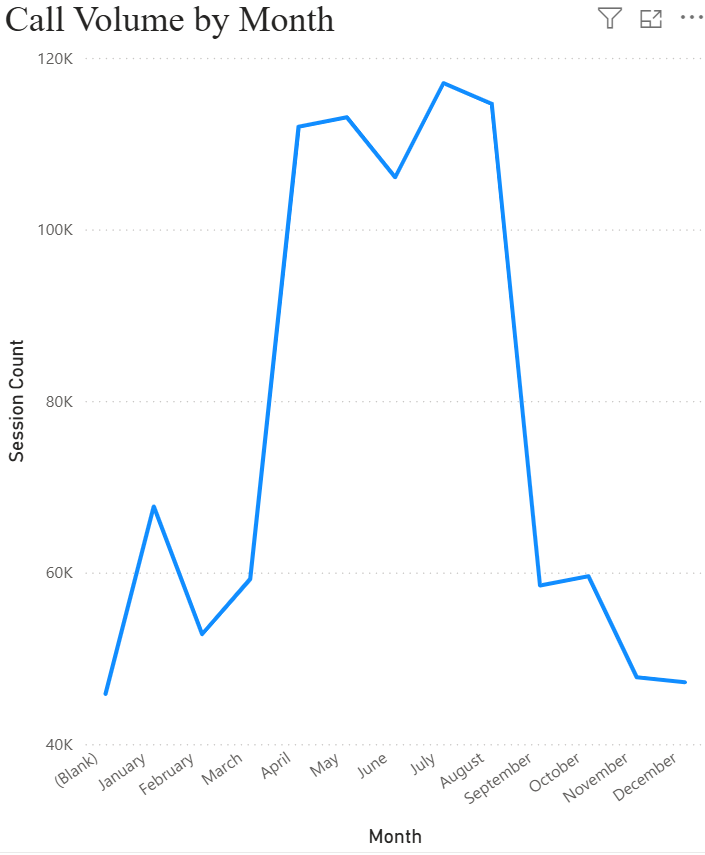 Call Volume by Month
120K
100K
80K
60K
40K
Session Count
(Blank)
January
February
March
April
May
June
July
August
September
October
November
December
Month